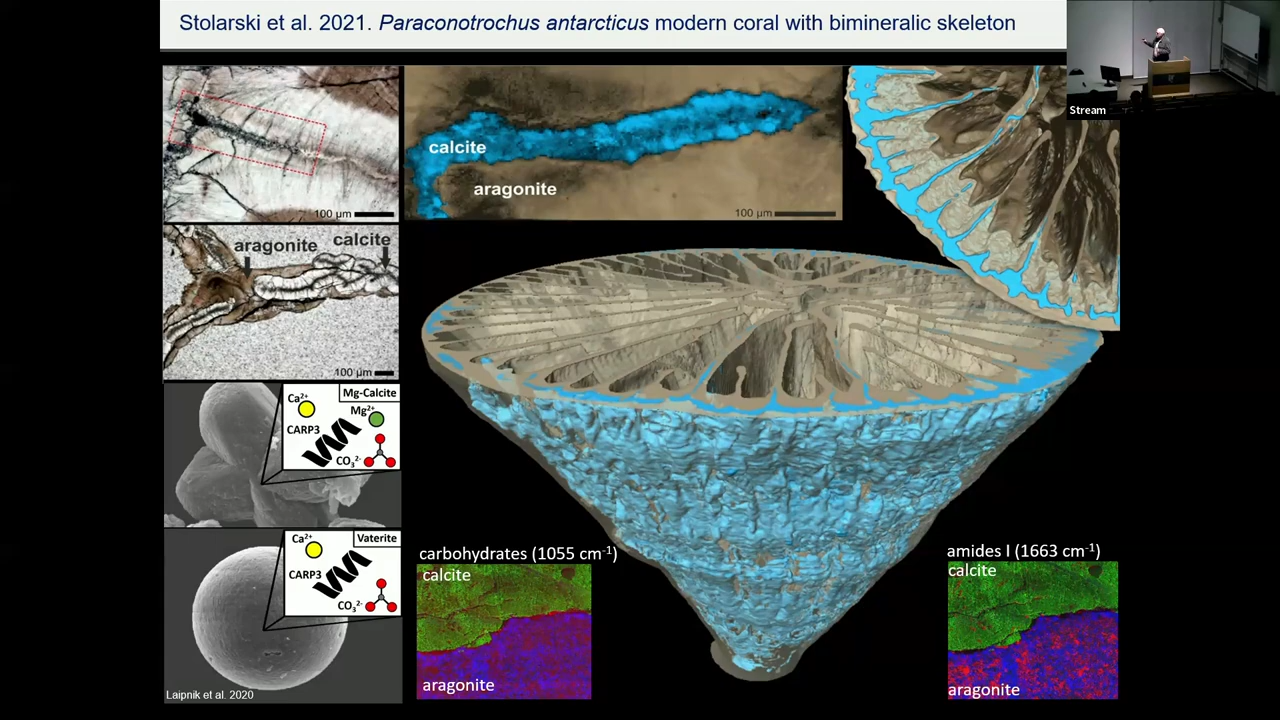 Stolarski et al. 2021. Paraconotrochus antarcticus modern coral with bimineralic skeleton
Stream
100 µm
calcite
aragonite
100 µm
aragonite calcite
100 µm
Mg-Calcite
Ca²⁺
Mg²⁺
CARP3
CO₃²⁻
Vaterite
Ca²⁺
CARP3
CO₃²⁻
Laipnik et al. 2020
carbohydrates (1055 cm⁻¹)
calcite
aragonite
amides I (1663 cm⁻¹)
calcite
aragonite